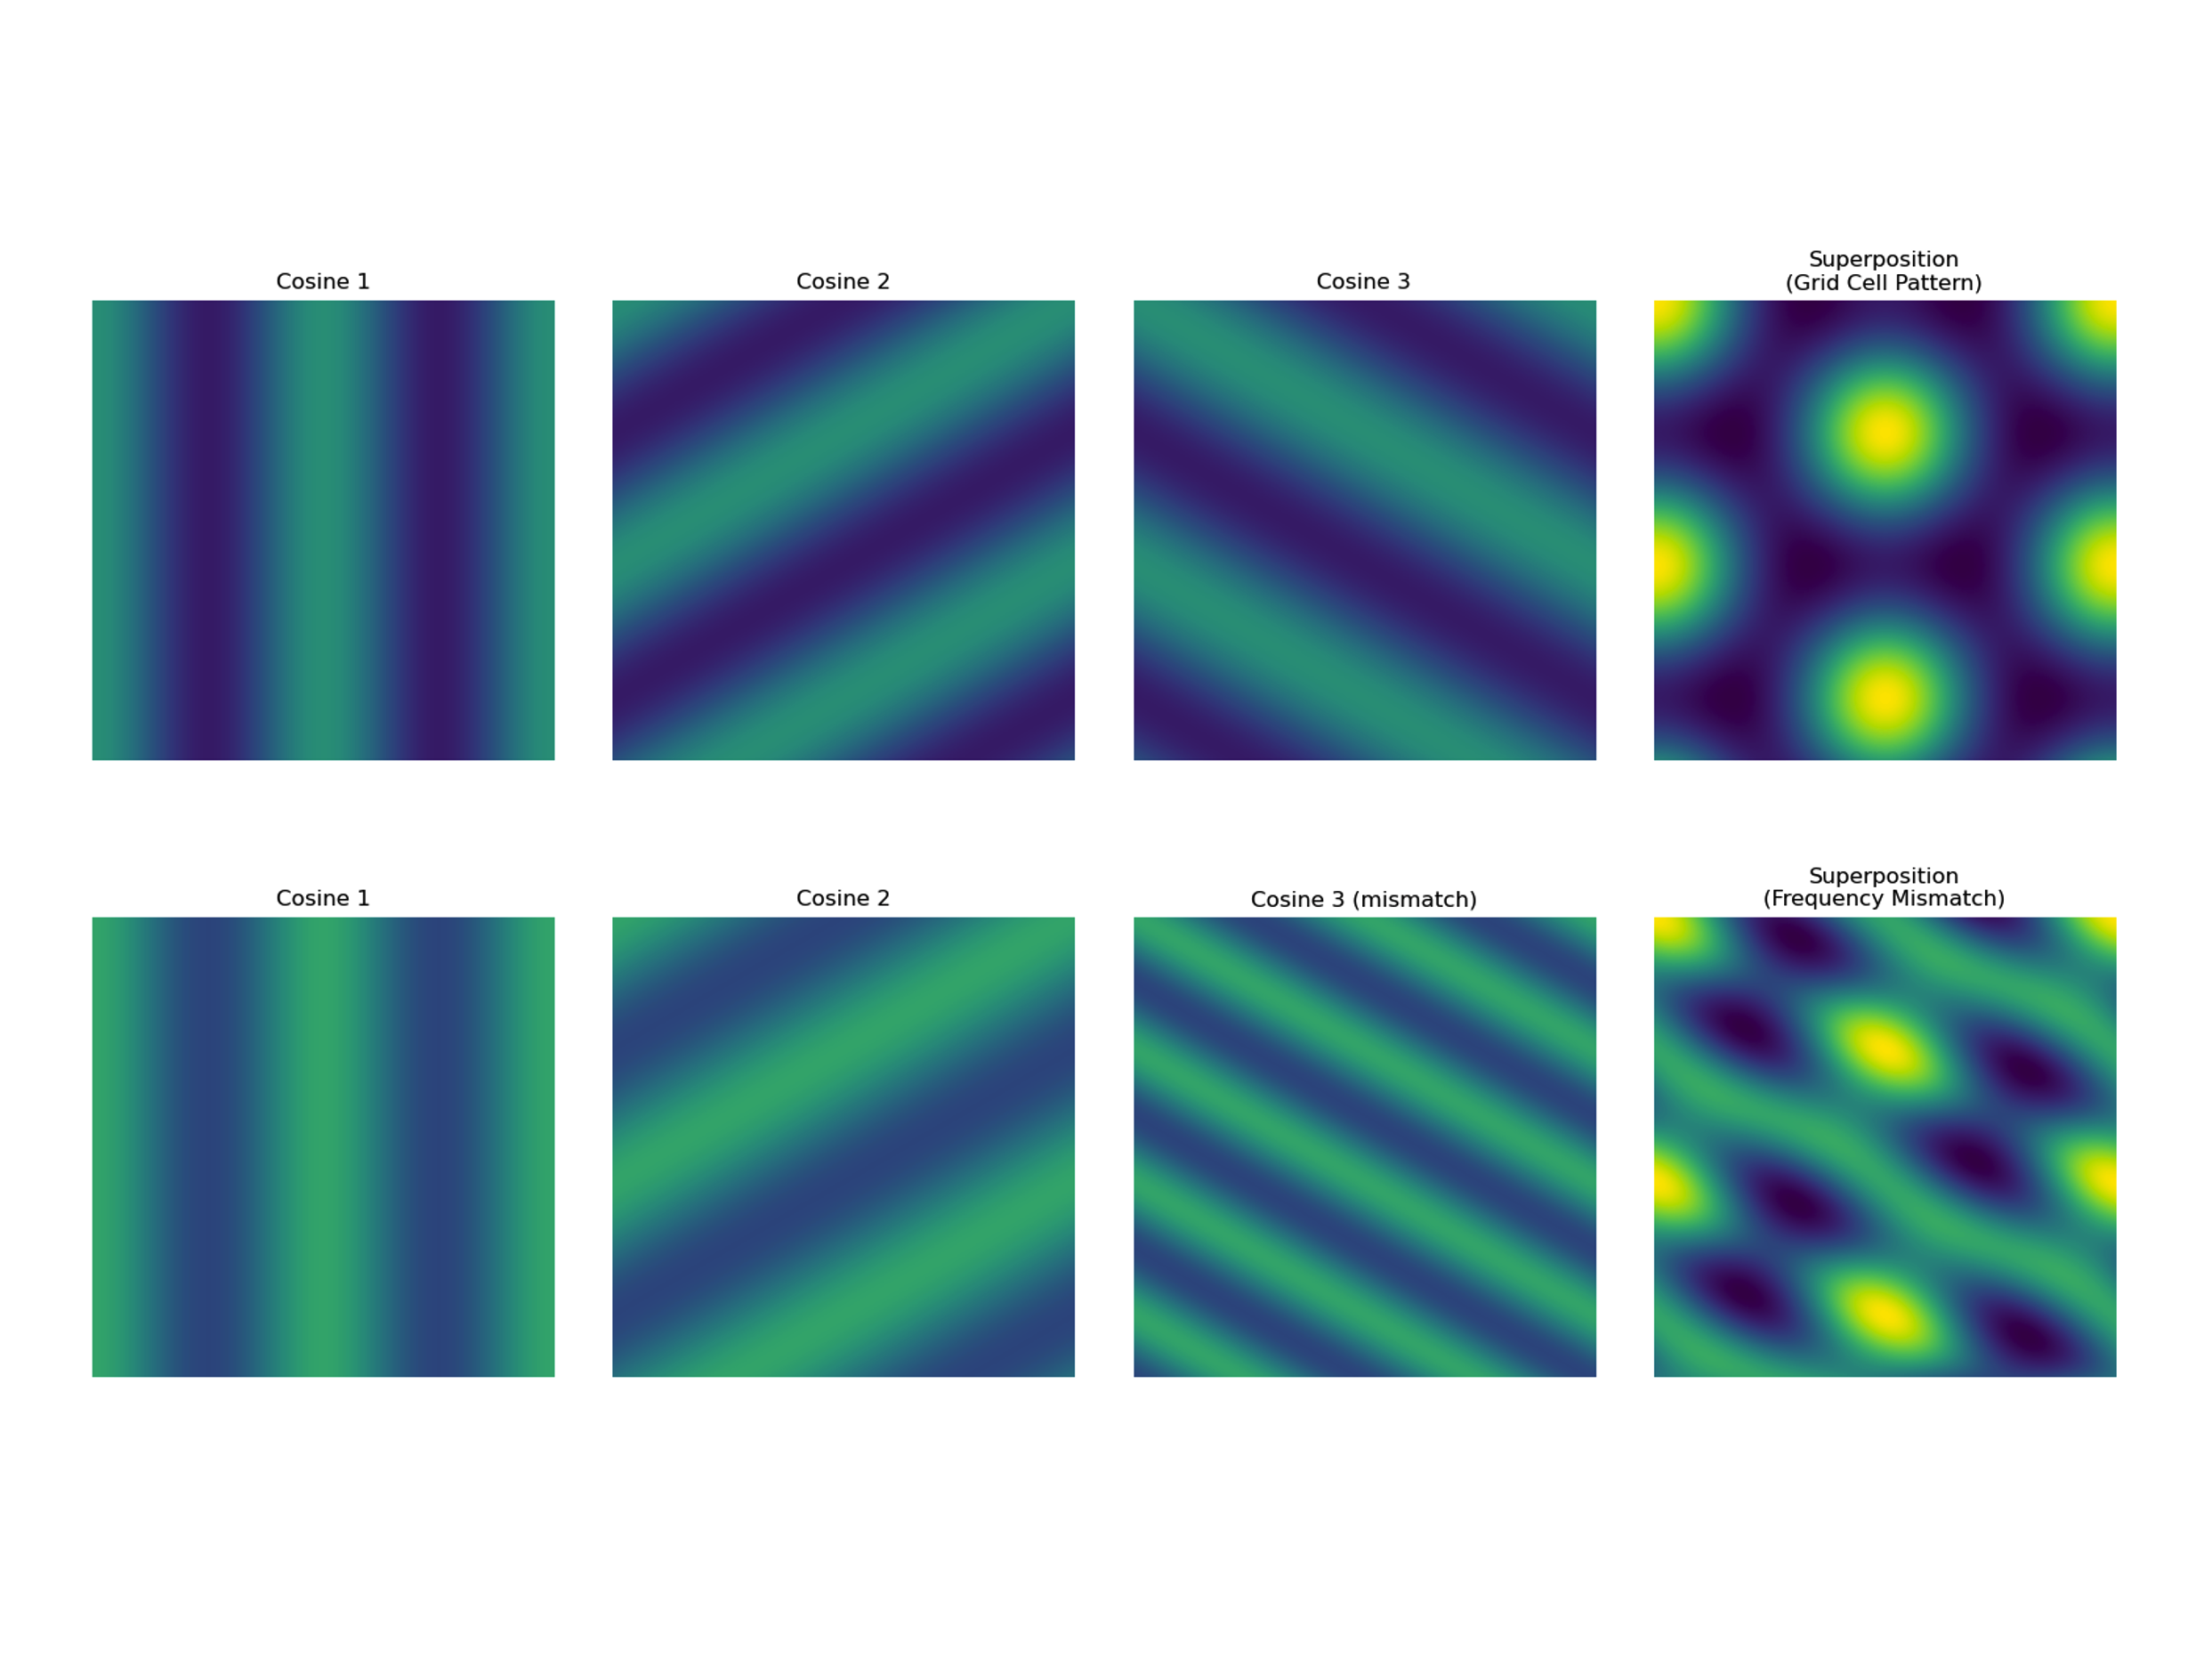 Cosine 1
Cosine 2
Cosine 3
Superposition
(Grid Cell Pattern)
Cosine 1
Cosine 2
Cosine 3 (mismatch)
Superposition
(Frequency Mismatch)